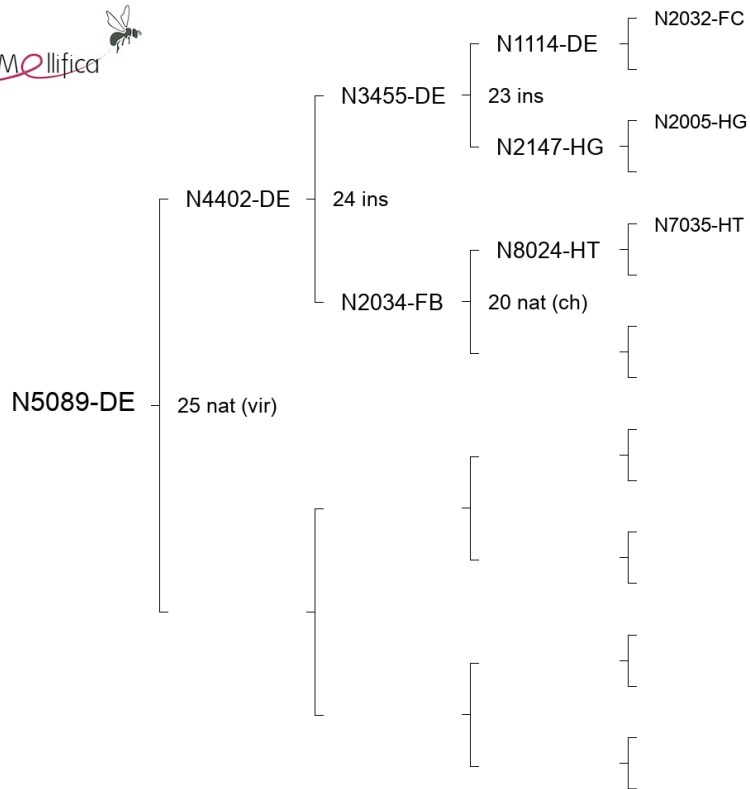 Mellifica
N2032-FC
N1114-DE
N3455-DE
23 ins
N2005-HG
N2147-HG
N4402-DE
24 ins
N7035-HT
N8024-HT
N2034-FB
20 nat (ch)
N5089-DE
25 nat (vir)